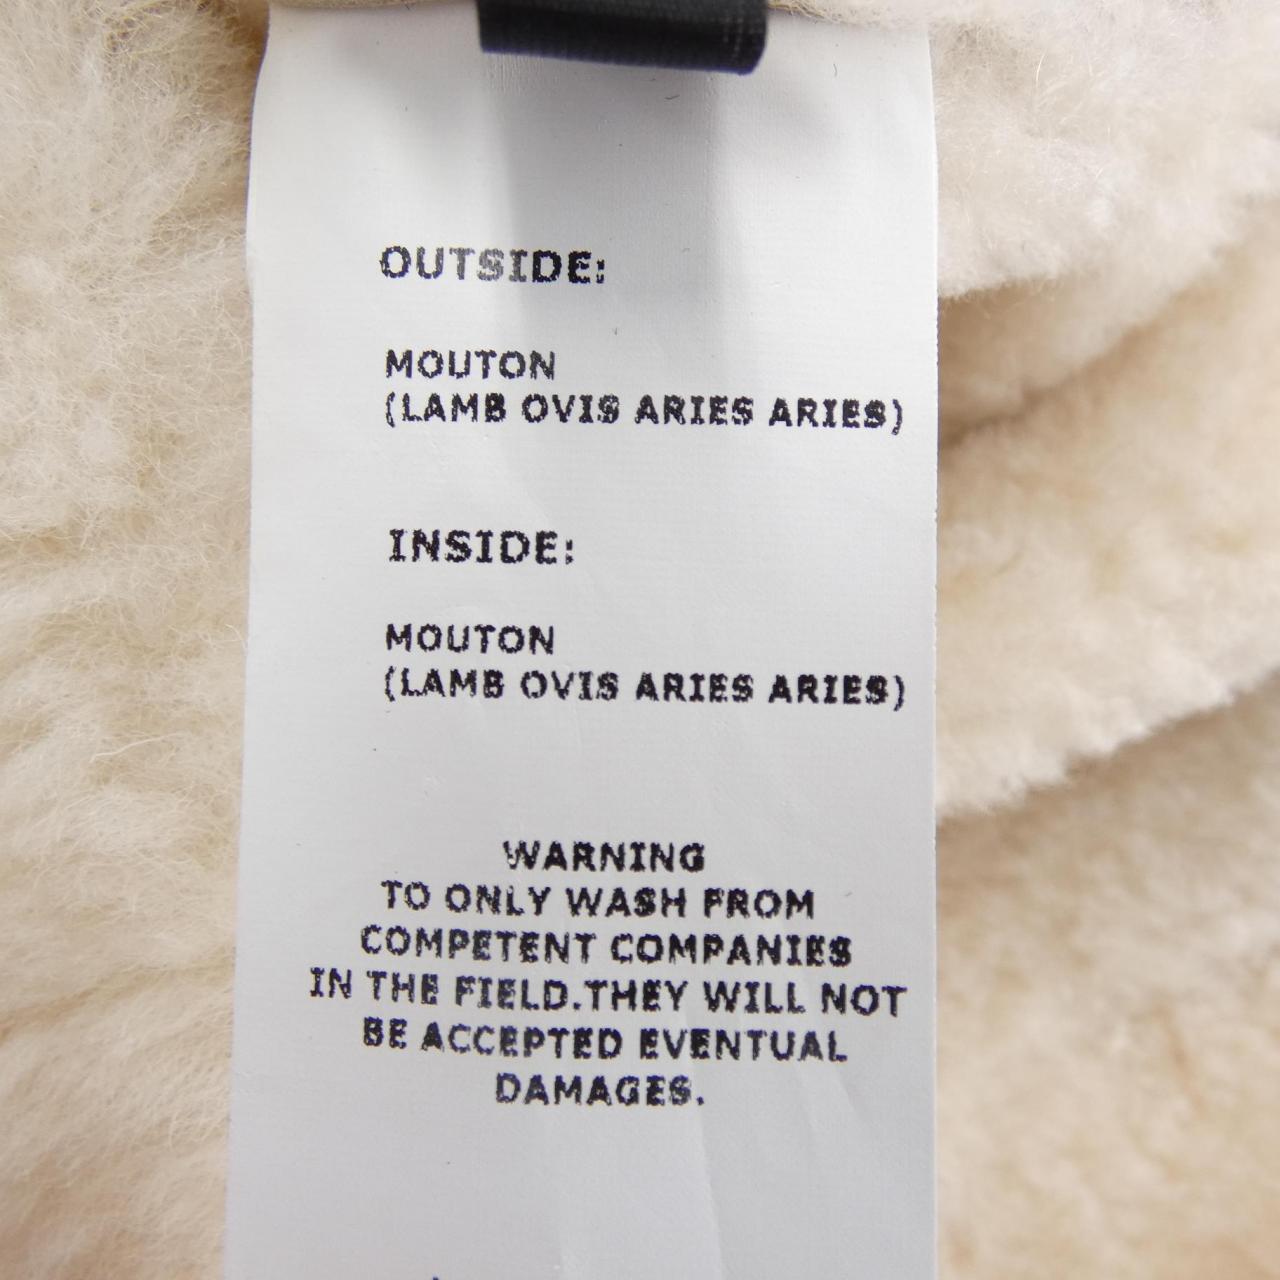 OUTSIDE:
MOUTON
(LAMB OVIS ARIES ARIES)
INSIDE:
MOUTON
(LAMB OVIS ARIES ARIES)
WARNING
TO ONLY WASH FROM
COMPETENT COMPANIES
IN THE FIELD.THEY WILL NOT
BE ACCEPTED EVENTUAL
DAMAGES.